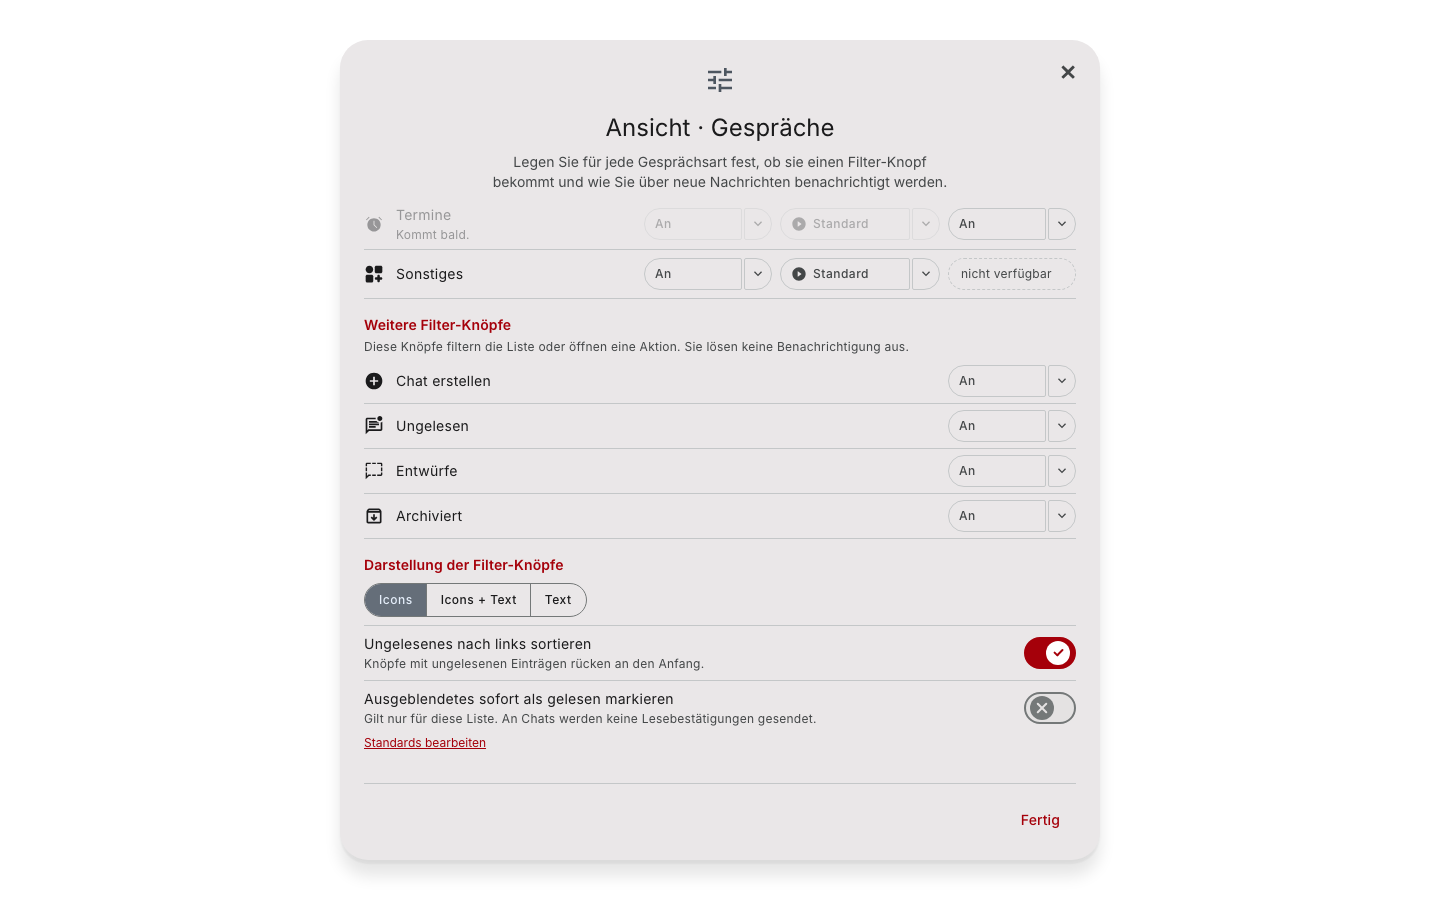 Ansicht · Gespräche
Legen Sie für jede Gesprächsart fest, ob sie einen Filter-Knopf
bekommt und wie Sie über neue Nachrichten benachrichtigt werden.
Termine
Kommt bald.
An
Standard
An
Sonstiges
An
Standard
nicht verfügbar
Weitere Filter-Knöpfe
Diese Knöpfe filtern die Liste oder öffnen eine Aktion. Sie lösen keine Benachrichtigung aus.
Chat erstellen
An
Ungelesen
An
Entwürfe
An
Archiviert
An
Darstellung der Filter-Knöpfe
Icons
Icons + Text
Text
Ungelesenes nach links sortieren
Knöpfe mit ungelesenen Einträgen rücken an den Anfang.
Ausgeblendetes sofort als gelesen markieren
Gilt nur für diese Liste. An Chats werden keine Lesebestätigungen gesendet.
Standards bearbeiten
Fertig